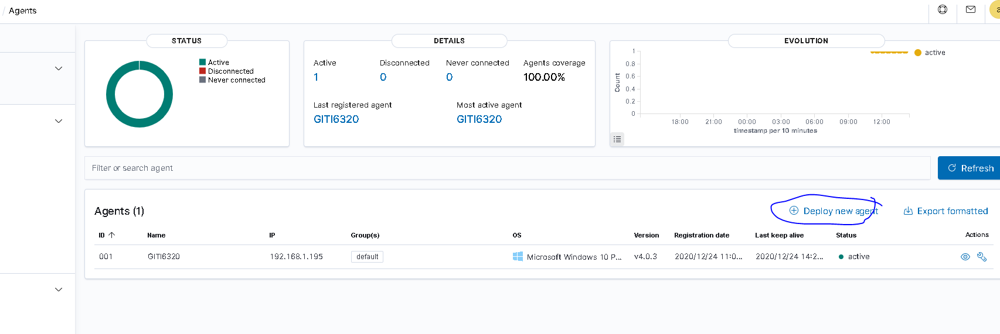 / Agents
a
STATUS
Active
Disconnected
Never connected
DETAILS
Active
Disconnected
Never connected
Agents coverage
1
0
0
100.00%
Last registered agent
Most active agent
GITI6320
GITI6320
EVOLUTION
1
0.8
0.6
0.4
0.2
0
Count
18:00
21:00
00:00
03:00
06:00
09:00
12:00
timestamp per 10 minutes
active
Filter or search agent
Refresh
Agents (1)
Deploy new agent
Export formatted
ID
Name
IP
Group(s)
OS
Version
Registration date
Last keep alive
Status
Actions
001
GITI6320
192.168.1.195
default
Microsoft Windows 10 P...
v4.0.3
2020/12/24 11:0...
2020/12/24 14:2...
active